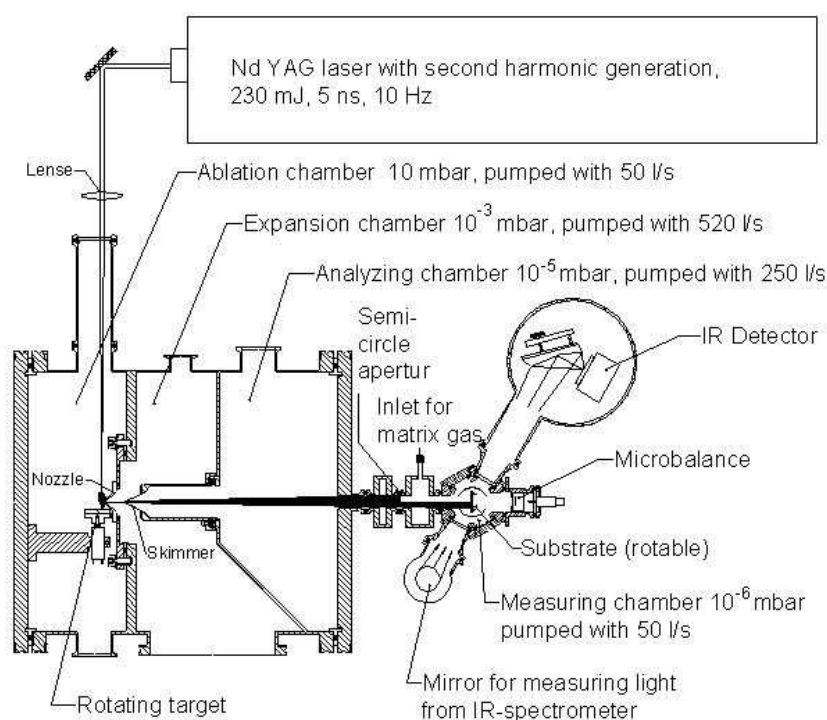 Nd YAG laser with second harmonic generation,
230 mJ, 5 ns, 10 Hz
Lense
Ablation chamber 10 mbar, pumped with 50 l/s
Expansion chamber 10⁻³ mbar, pumped with 520 l/s
Analyzing chamber 10⁻⁵ mbar, pumped with 250 l/s
Semi-
circle
apertur
IR Detector
Inlet for
matrix gas
Nozzle
Microbalance
Skimmer
Substrate (rotable)
Measuring chamber 10⁻⁶ mbar
pumped with 50 l/s
Rotating target
Mirror for measuring light
from IR-spectrometer